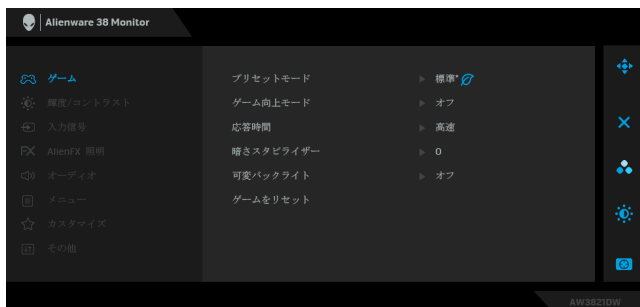 Alienware 38 Monitor
ゲーム
輝度/コントラスト
入力信号
FX AlienFX 照明
オーディオ
メニュー
カスタマイズ
その他
プリセットモード 標準*
ゲーム向上モード オフ
応答時間 高速
暗さスタビライザー 0
可変バックライト オフ
ゲームをリセット
AW3821DW